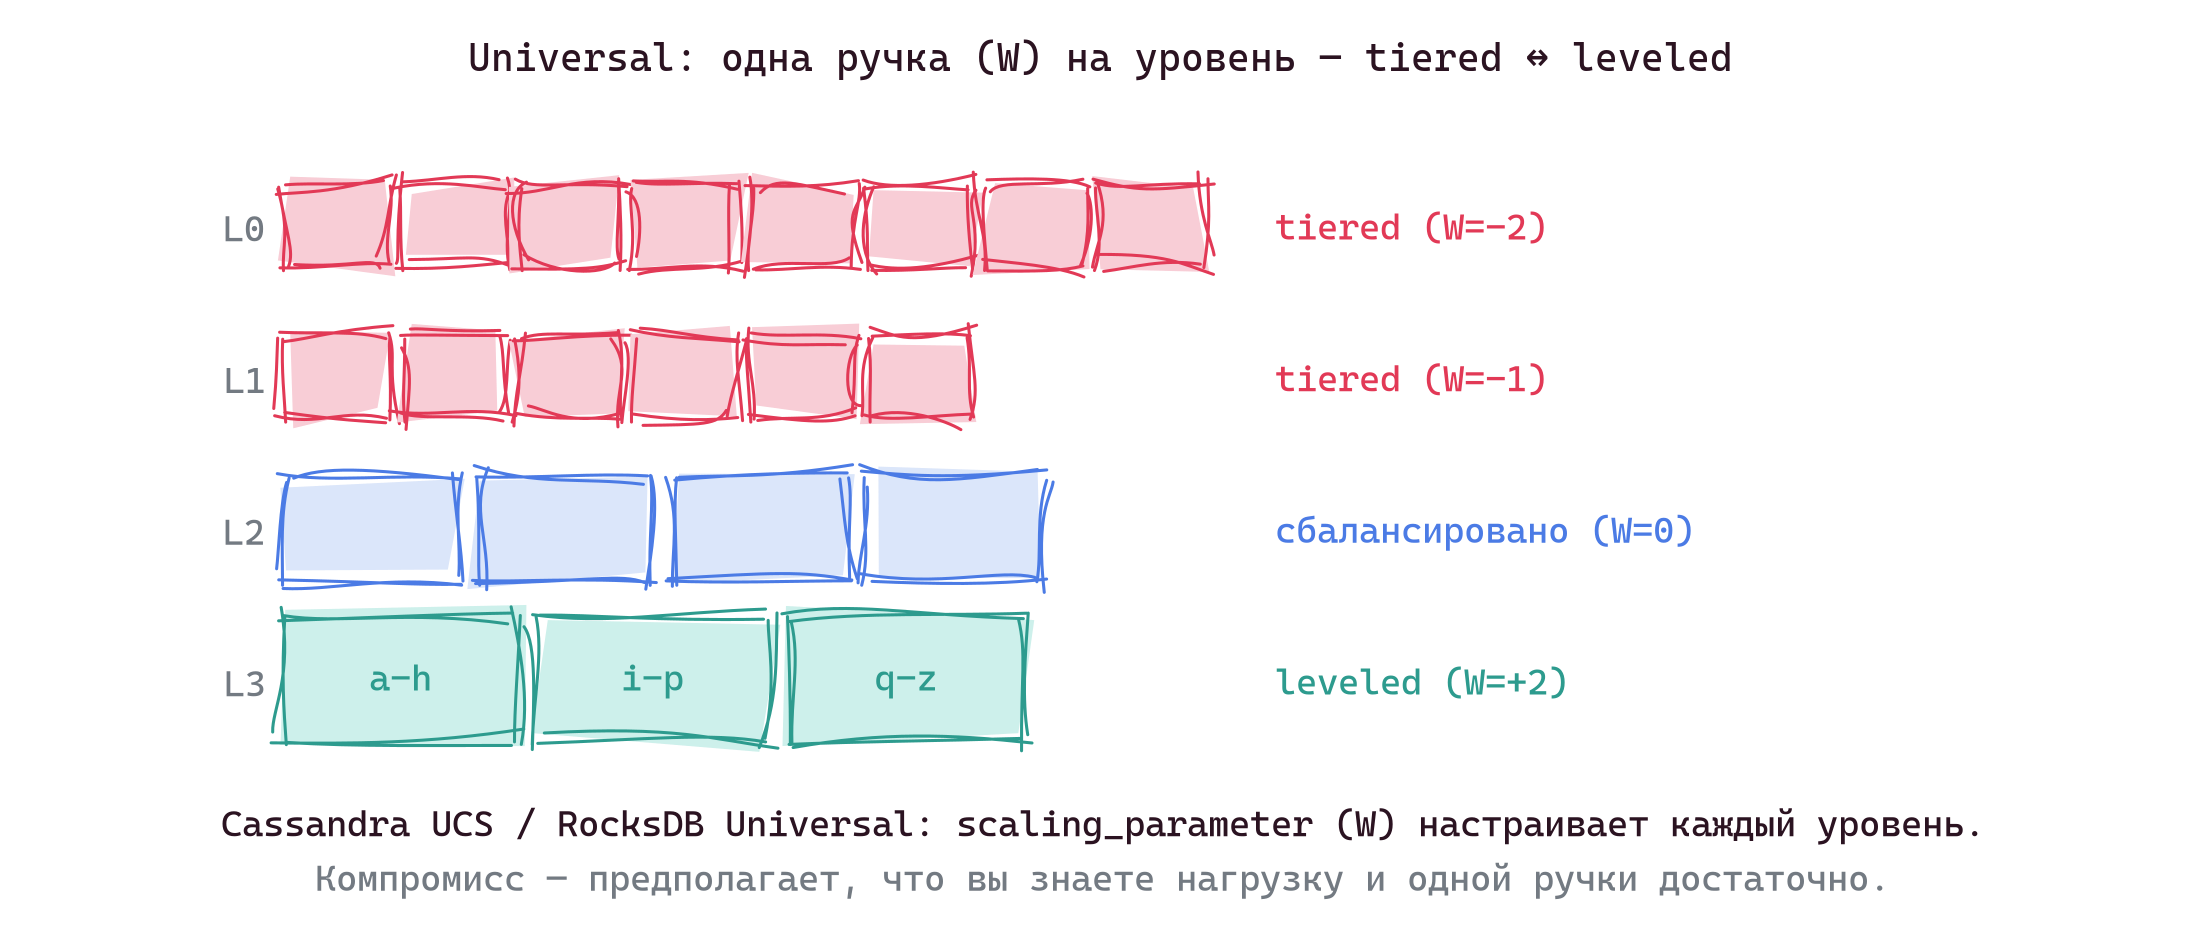 Universal: одна ручка (W) на уровень — tiered ↔ leveled
L0 tiered (W=−2)
L1 tiered (W=−1)
L2 сбалансировано (W=0)
L3 a–h i–p q–z leveled (W=+2)
Cassandra UCS / RocksDB Universal: scaling_parameter (W) настраивает каждый уровень.
Компромисс — предполагает, что вы знаете нагрузку и одной ручки достаточно.